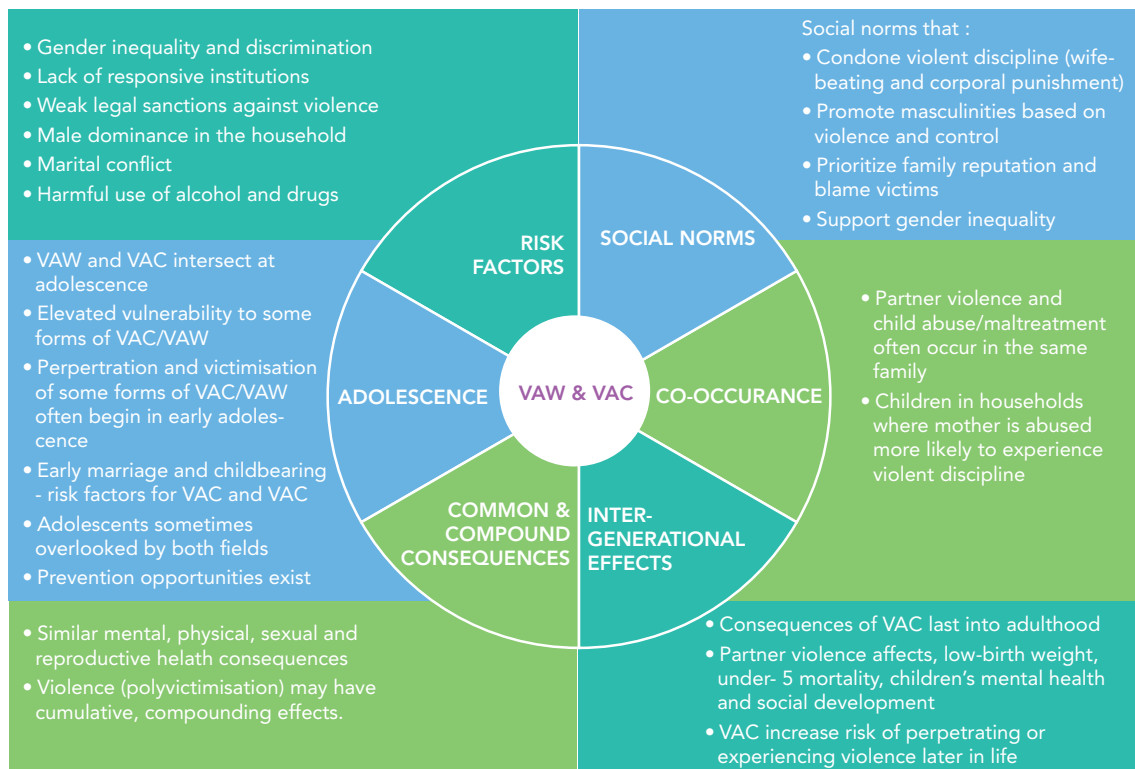 • Gender inequality and discrimination
• Lack of responsive institutions
• Weak legal sanctions against violence
• Male dominance in the household
• Marital conflict
• Harmful use of alcohol and drugs
Social norms that :
• Condone violent discipline (wife-
beating and corporal punishment)
• Promote masculinities based on
violence and control
• Prioritize family reputation and
blame victims
• Support gender inequality
RISK
FACTORS
SOCIAL NORMS
• VAW and VAC intersect at
adolescence
• Elevated vulnerability to some
forms of VAC/VAW
• Perpertration and victimisation
of some forms of VAC/VAW
often begin in early adoles-
cence
• Early marriage and childbearing
- risk factors for VAC and VAC
• Adolescents sometimes
overlooked by both fields
• Prevention opportunities exist
ADOLESCENCE
VAW & VAC
CO-OCCURANCE
• Partner violence and
child abuse/maltreatment
often occur in the same
family
• Children in households
where mother is abused
more likely to experience
violent discipline
COMMON &
COMPOUND
CONSEQUENCES
INTER-
GENERATIONAL
EFFECTS
• Similar mental, physical, sexual and
reproductive helath consequences
• Violence (polyvictimisation) may have
cumulative, compounding effects.
• Consequences of VAC last into adulthood
• Partner violence affects, low-birth weight,
under- 5 mortality, children’s mental health
and social development
• VAC increase risk of perpetrating or
experiencing violence later in life